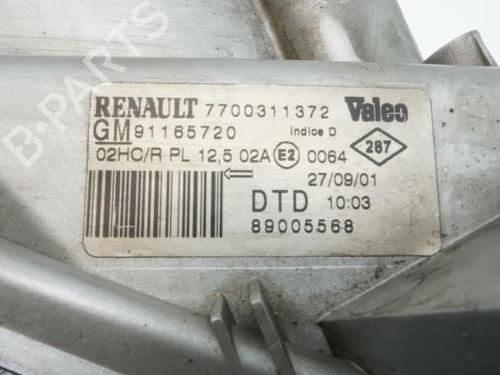 RENAULT 7700311372 Valeo
GM 91165720 Indice D
02HC/R PL 12,5 02A E2 0064 287
27/09/01
DTD 10:03
89005568